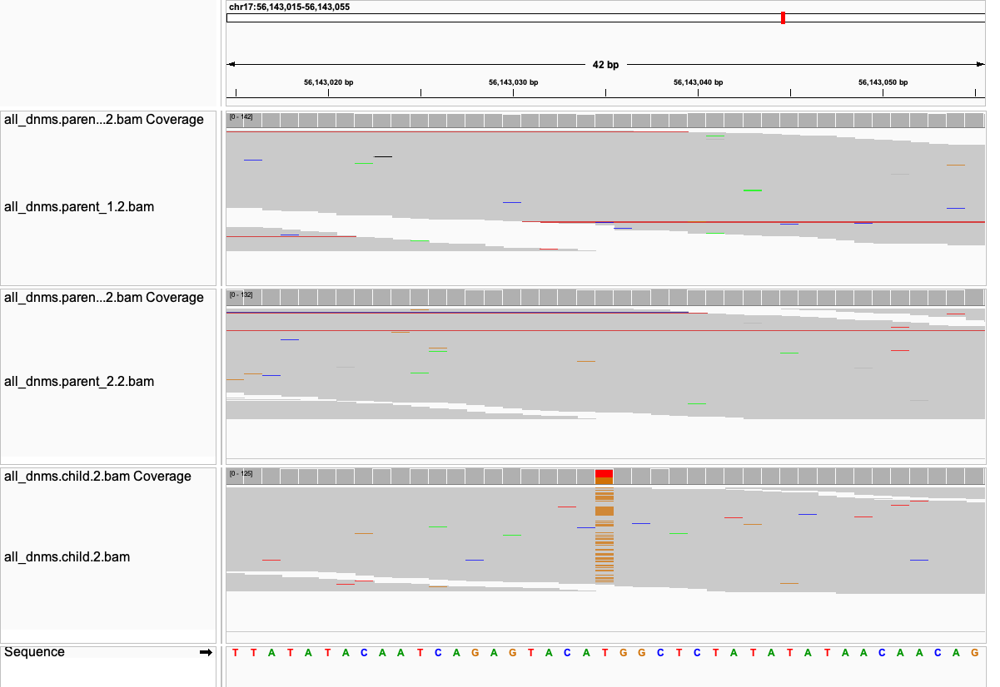 chr17:56,143,015-56,143,055
42 bp
56,143,020 bp 56,143,030 bp 56,143,040 bp 56,143,050 bp
all_dnms.paren...2.bam Coverage [0 - 142]
all_dnms.parent_1.2.bam
all_dnms.paren...2.bam Coverage [0 - 132]
all_dnms.parent_2.2.bam
all_dnms.child.2.bam Coverage [0 - 125]
all_dnms.child.2.bam
Sequence T T A T A T A C A A T C A G A G T A C A T G G C T C T A T A T A T A A C A A C A G